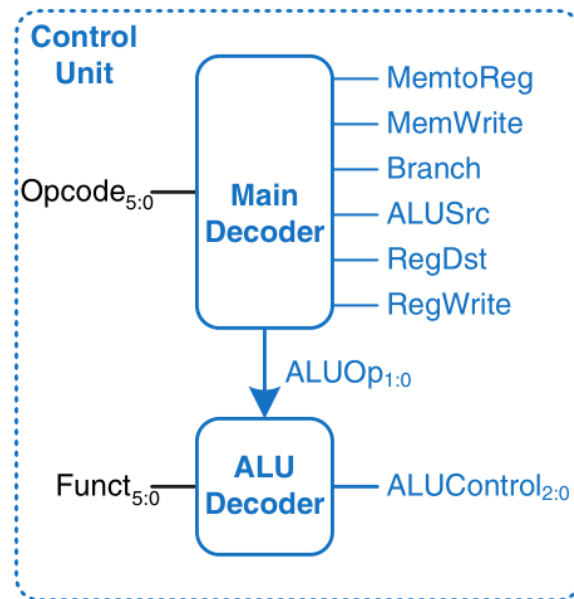 Control
Unit
MemtoReg
MemWrite
Branch
Opcode5:0
Main
Decoder
ALUSrc
RegDst
RegWrite
ALUOp1:0
Funct5:0
ALU
Decoder
ALUControl2:0